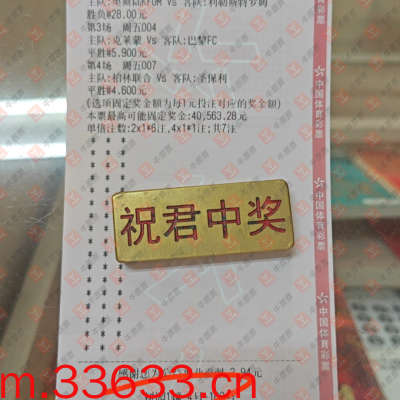 胜负@28.00元
第3场 周五004
主队:克莱蒙 Vs 客队:巴黎FC
平胜@5.900元
第4场 周五007
主队:柏林联合 Vs 客队:圣保利
平胜@4.600元
(选项固定奖金额为每1元投注对应的奖金额)
本票最高可能固定奖金:40,563.28元
单倍注数:2x1*6注,4x1*1注;共7注
祝君中奖
中国体育彩票
中国体育彩票
m.33633.cn